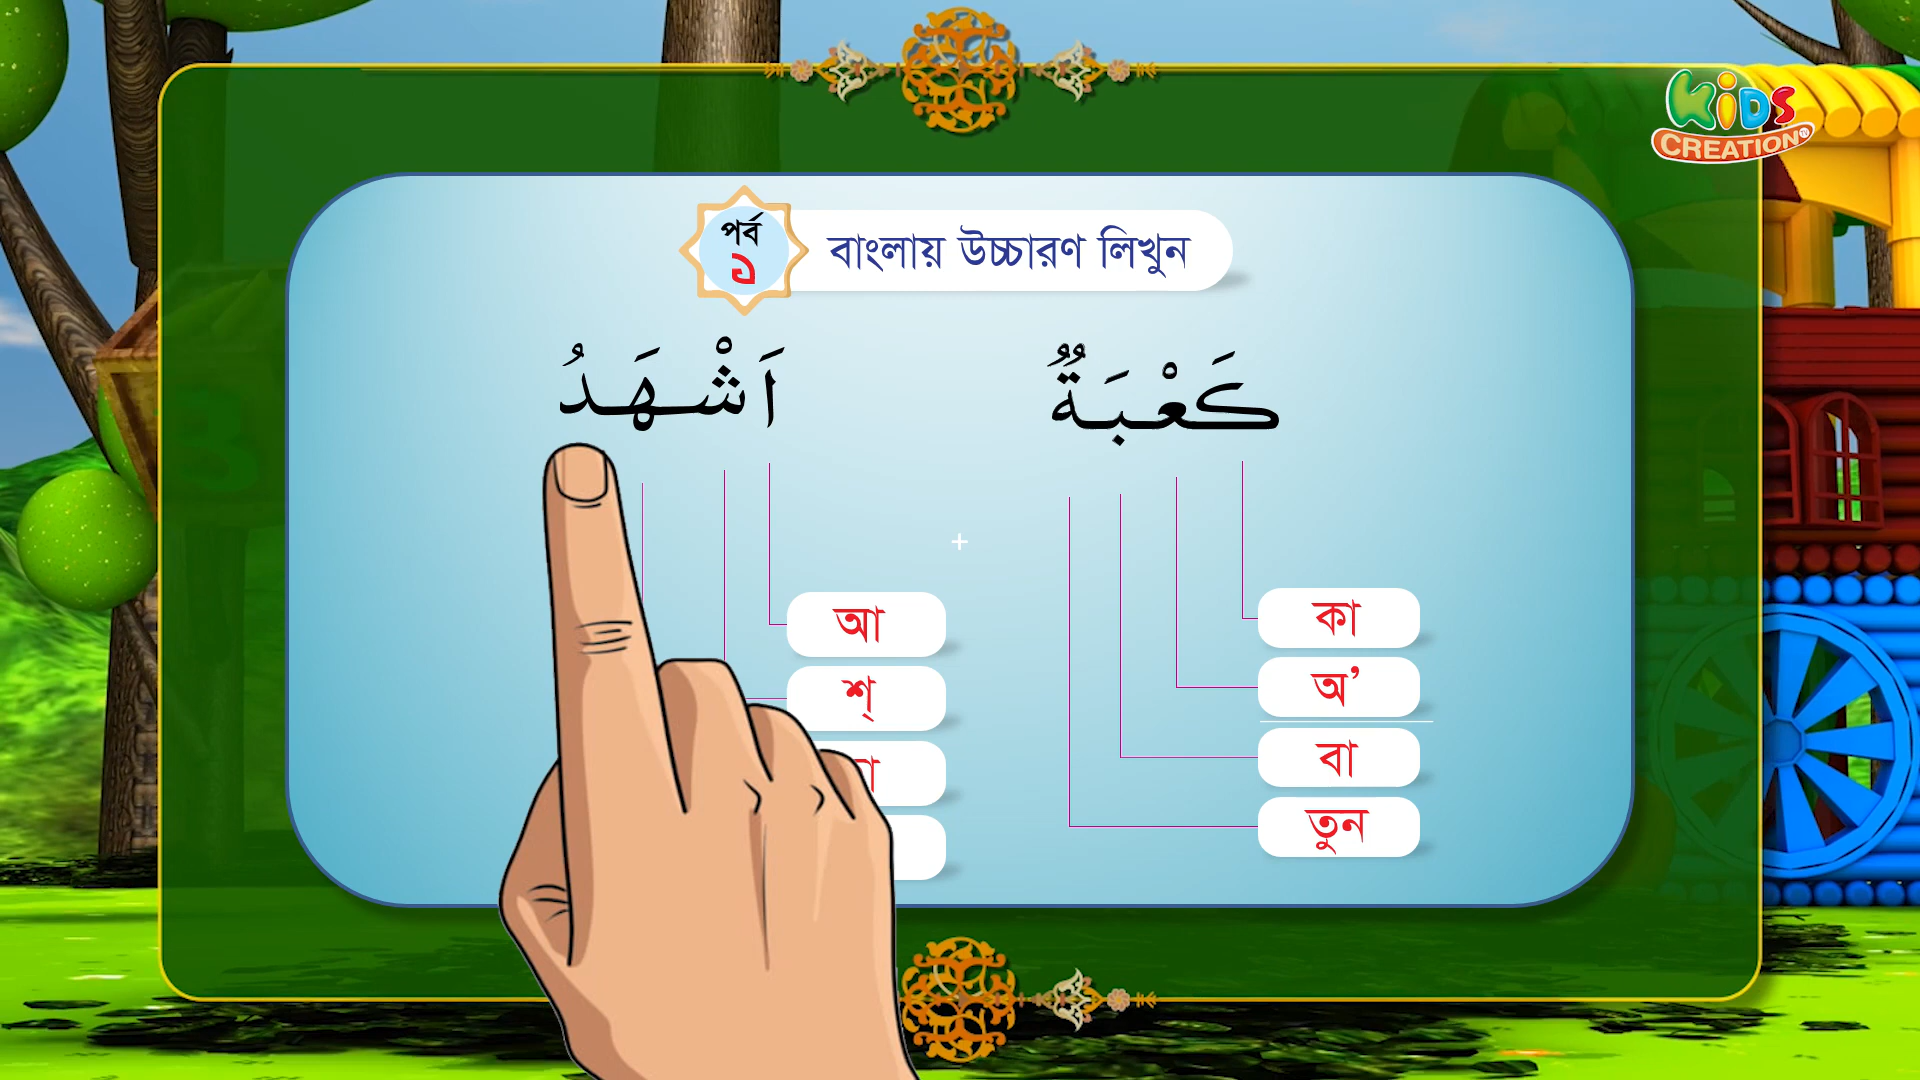 KiDS
CREATION
পর্ব
১
বাংলায় উচ্চারণ লিখুন
كَعْبَةٌ
اَشْهَدُ
কা
অ’
বা
তুন
আ
শ্